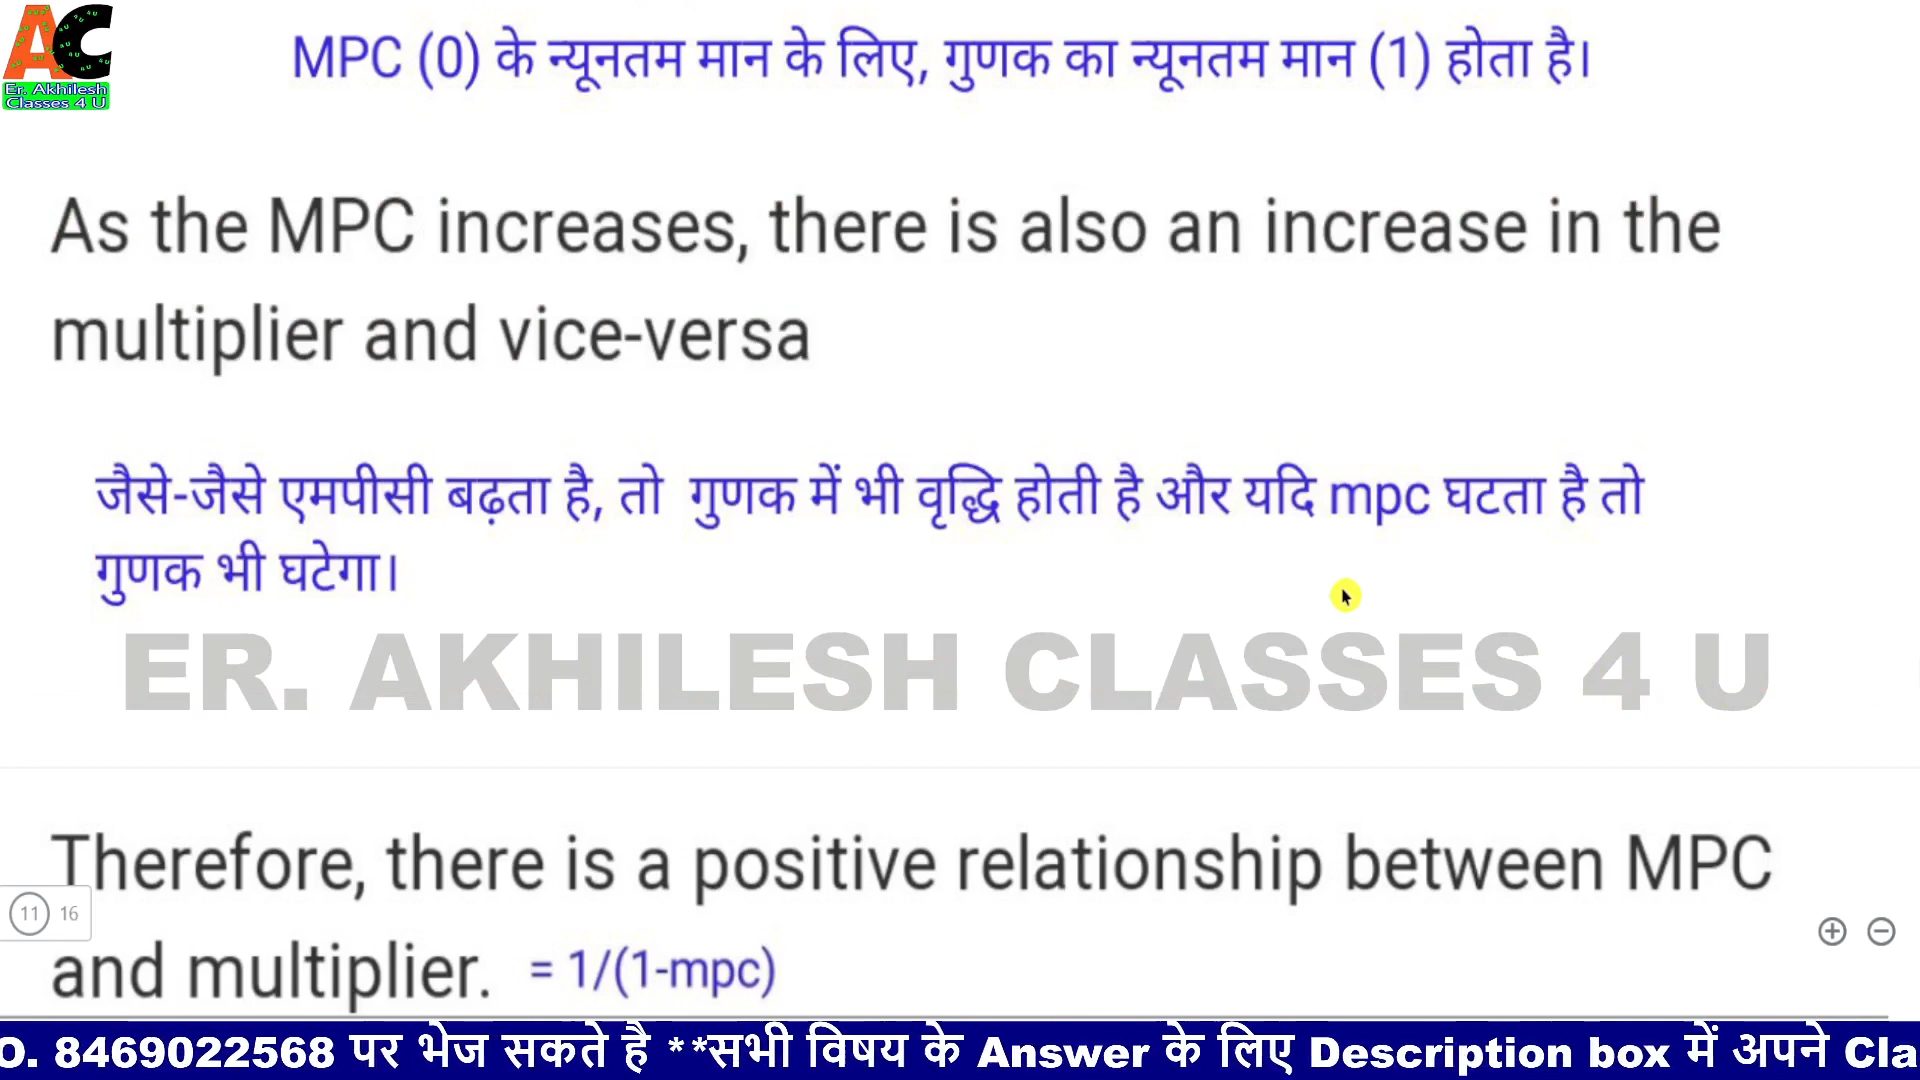 AC
Er. Akhilesh
Classes 4 U
MPC (0) के न्यूनतम मान के लिए, गुणक का न्यूनतम मान (1) होता है।
As the MPC increases, there is also an increase in the
multiplier and vice-versa
जैसे-जैसे एमपीसी बढ़ता है, तो गुणक में भी वृद्धि होती है और यदि mpc घटता है तो
गुणक भी घटेगा।
ER. AKHILESH CLASSES 4 U
Therefore, there is a positive relationship between MPC
11 16
and multiplier. = 1/(1-mpc)
O. 8469022568 पर भेज सकते है **सभी विषय के Answer के लिए Description box में अपने Cla